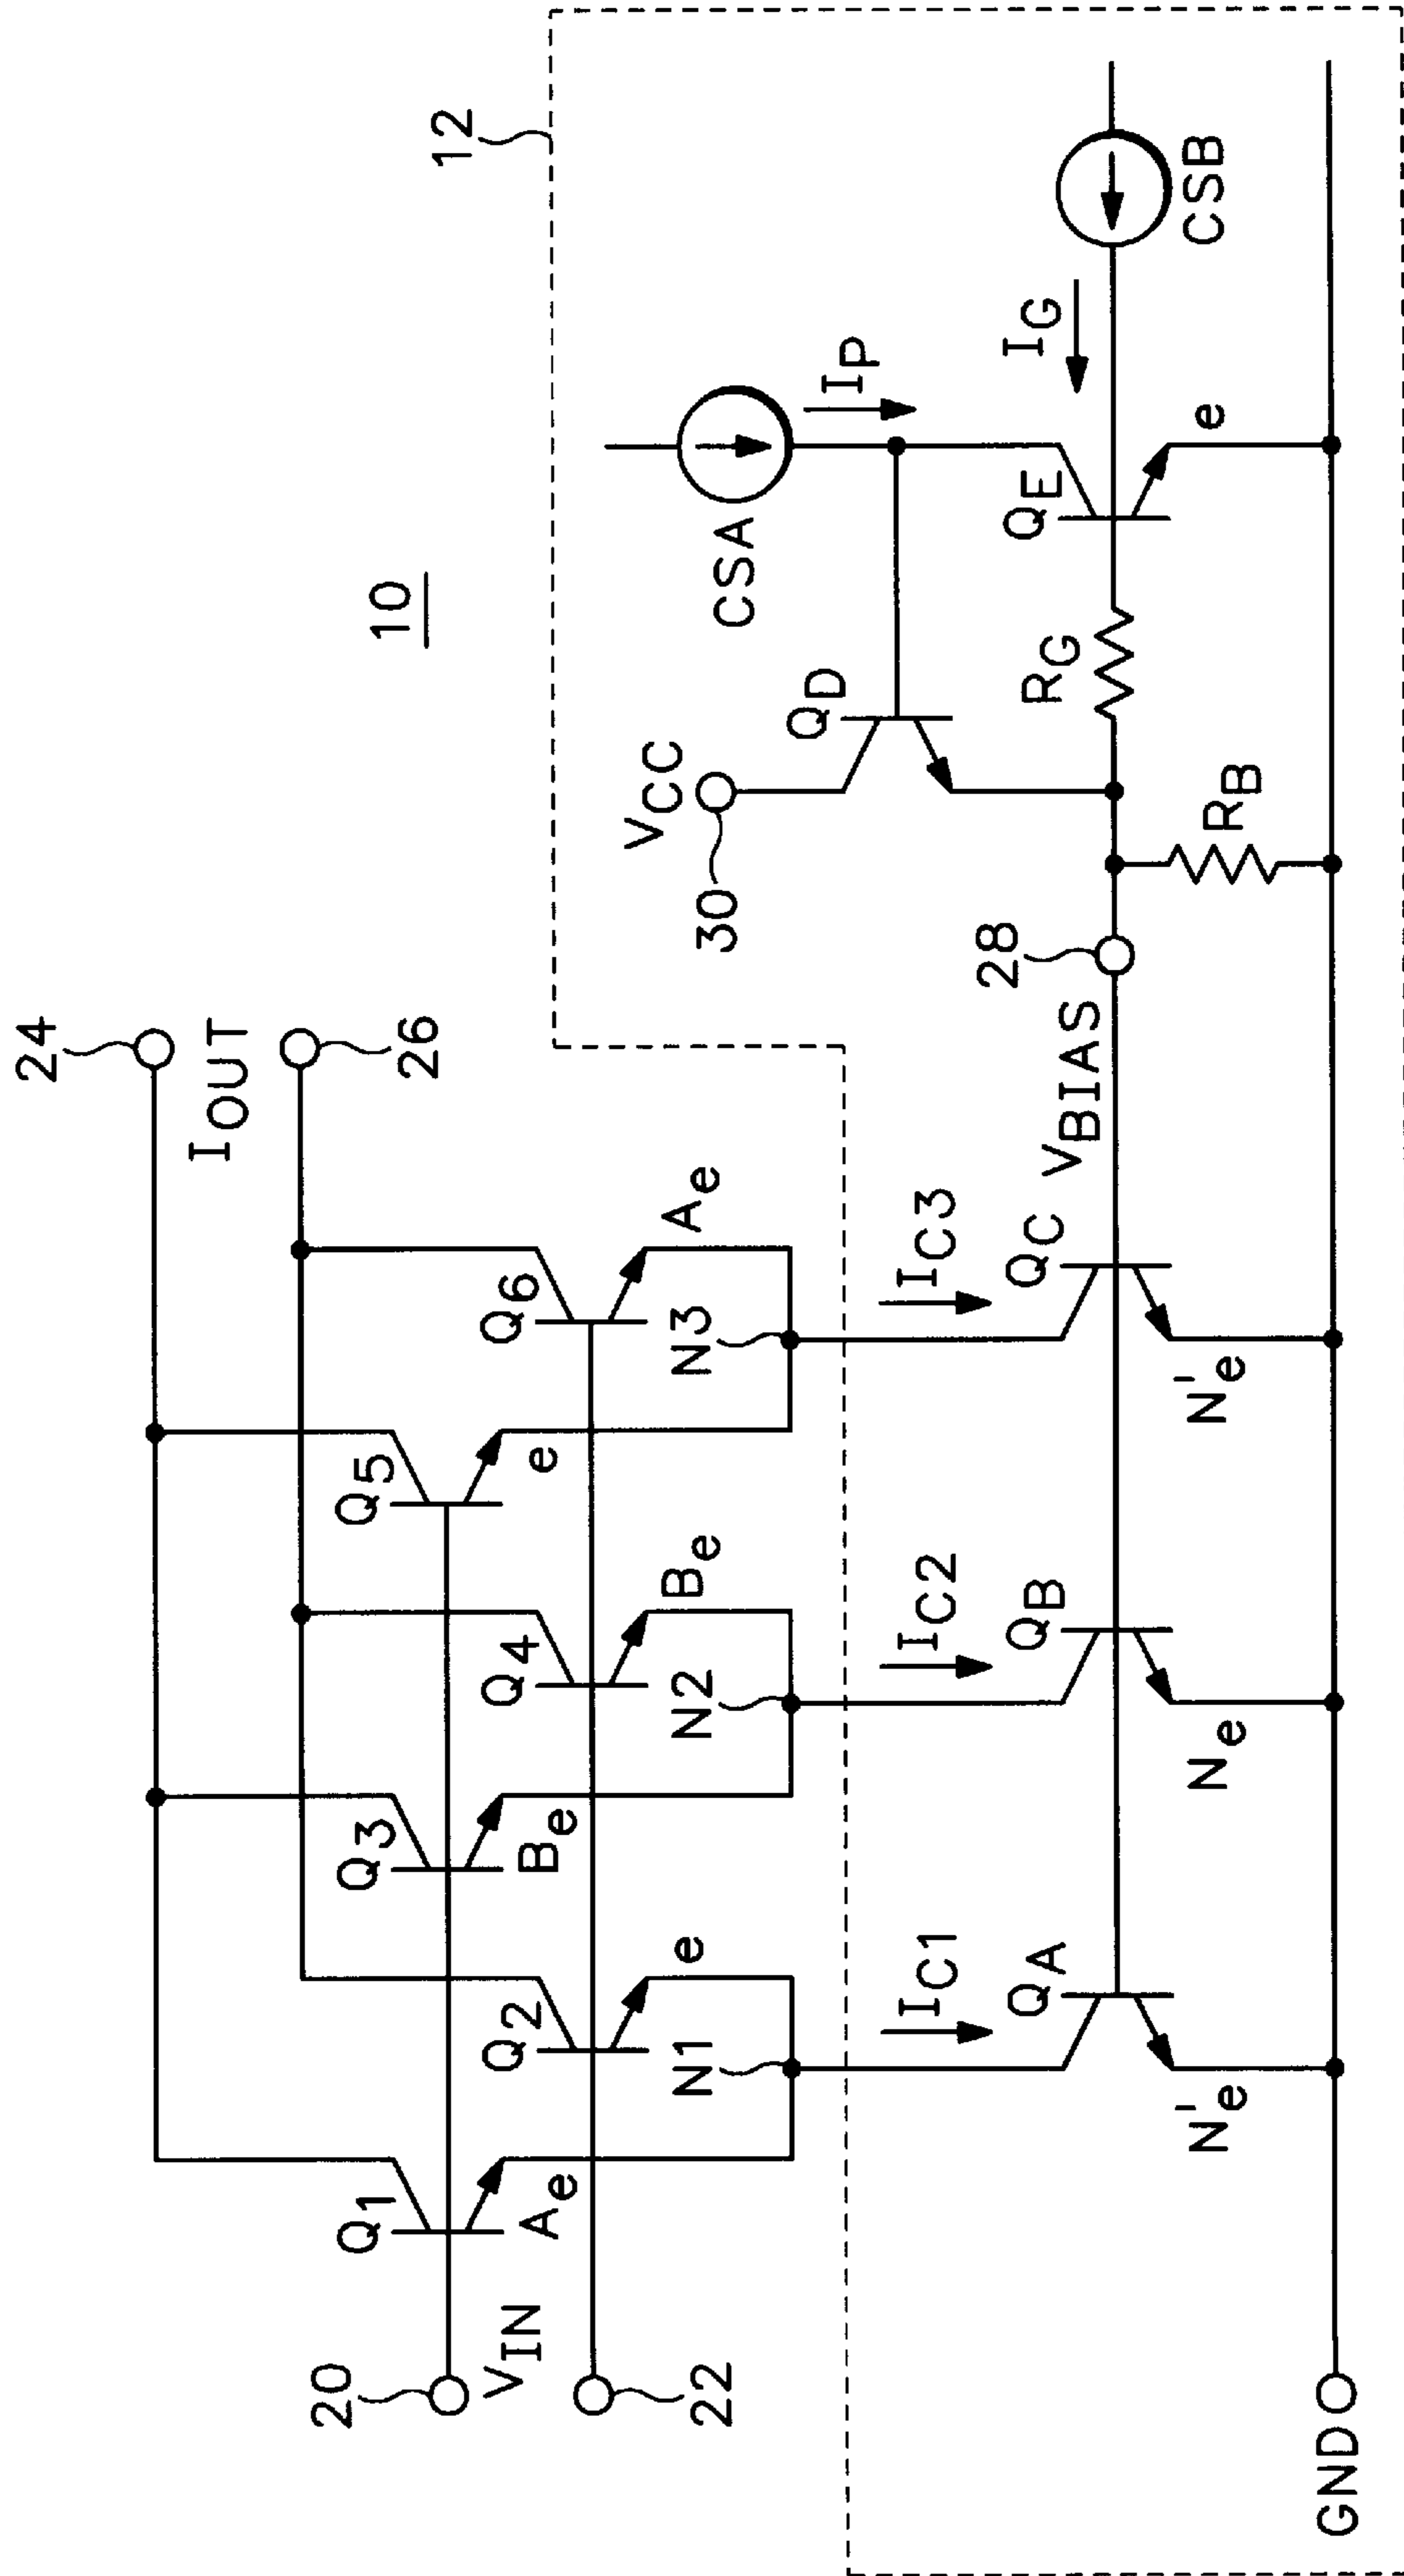 10
12
24
I_OUT
26
Q1
A_e
Q2
e
N1
Q3
B_e
Q4
B_e
N2
Q5
e
Q6
A_e
N3
20
V_IN
22
I_C1
Q_A
N'_e
I_C2
Q_B
N_e
I_C3
Q_C
N'_e
V_BIAS
28
V_CC
30
Q_D
R_B
R_G
CSA
I_P
Q_E
e
I_G
CSB
GND